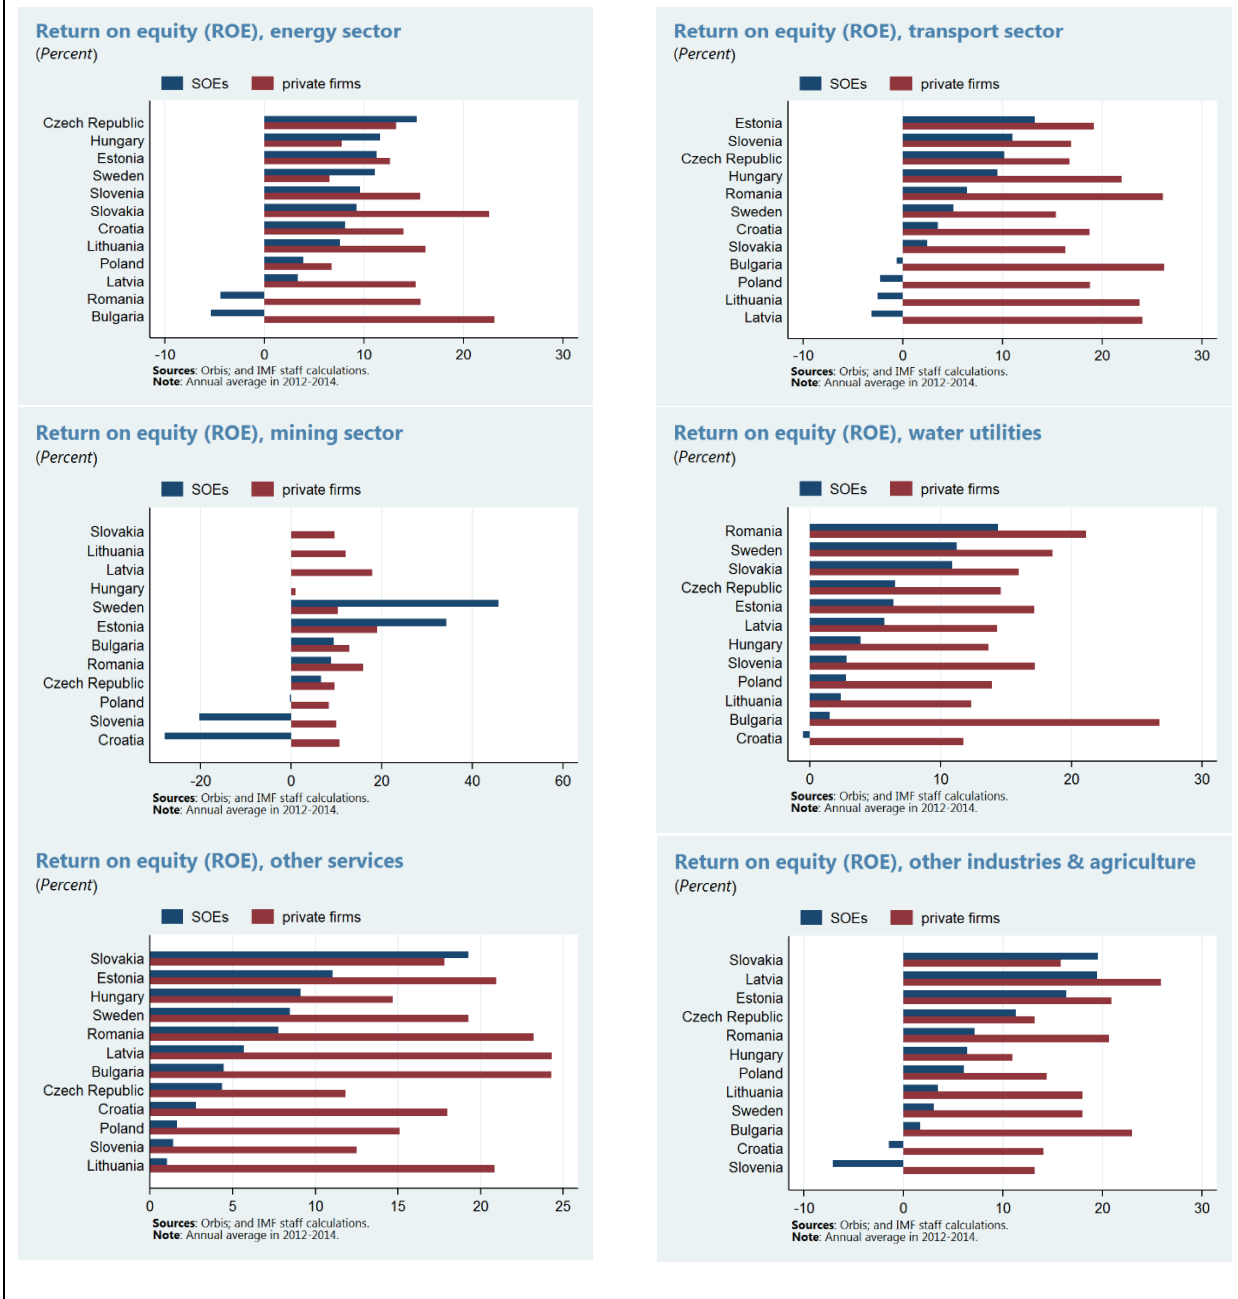 Return on equity (ROE), energy sector
(Percent)
SOEs private firms
Czech Republic
Hungary
Estonia
Sweden
Slovenia
Slovakia
Croatia
Lithuania
Poland
Latvia
Romania
Bulgaria
-10 0 10 20 30
Sources: Orbis; and IMF staff calculations.
Note: Annual average in 2012-2014.
Return on equity (ROE), transport sector
(Percent)
SOEs private firms
Estonia
Slovenia
Czech Republic
Hungary
Romania
Sweden
Croatia
Slovakia
Bulgaria
Poland
Lithuania
Latvia
-10 0 10 20 30
Sources: Orbis; and IMF staff calculations.
Note: Annual average in 2012-2014.
Return on equity (ROE), mining sector
(Percent)
SOEs private firms
Slovakia
Lithuania
Latvia
Hungary
Sweden
Estonia
Bulgaria
Romania
Czech Republic
Poland
Slovenia
Croatia
-20 0 20 40 60
Sources: Orbis; and IMF staff calculations.
Note: Annual average in 2012-2014.
Return on equity (ROE), water utilities
(Percent)
SOEs private firms
Romania
Sweden
Slovakia
Czech Republic
Estonia
Latvia
Hungary
Slovenia
Poland
Lithuania
Bulgaria
Croatia
0 10 20 30
Sources: Orbis; and IMF staff calculations.
Note: Annual average in 2012-2014.
Return on equity (ROE), other services
(Percent)
SOEs private firms
Slovakia
Estonia
Hungary
Sweden
Romania
Latvia
Bulgaria
Czech Republic
Croatia
Poland
Slovenia
Lithuania
0 5 10 15 20 25
Sources: Orbis; and IMF staff calculations.
Note: Annual average in 2012-2014.
Return on equity (ROE), other industries & agriculture
(Percent)
SOEs private firms
Slovakia
Latvia
Estonia
Czech Republic
Romania
Hungary
Poland
Lithuania
Sweden
Bulgaria
Croatia
Slovenia
-10 0 10 20 30
Sources: Orbis; and IMF staff calculations.
Note: Annual average in 2012-2014.